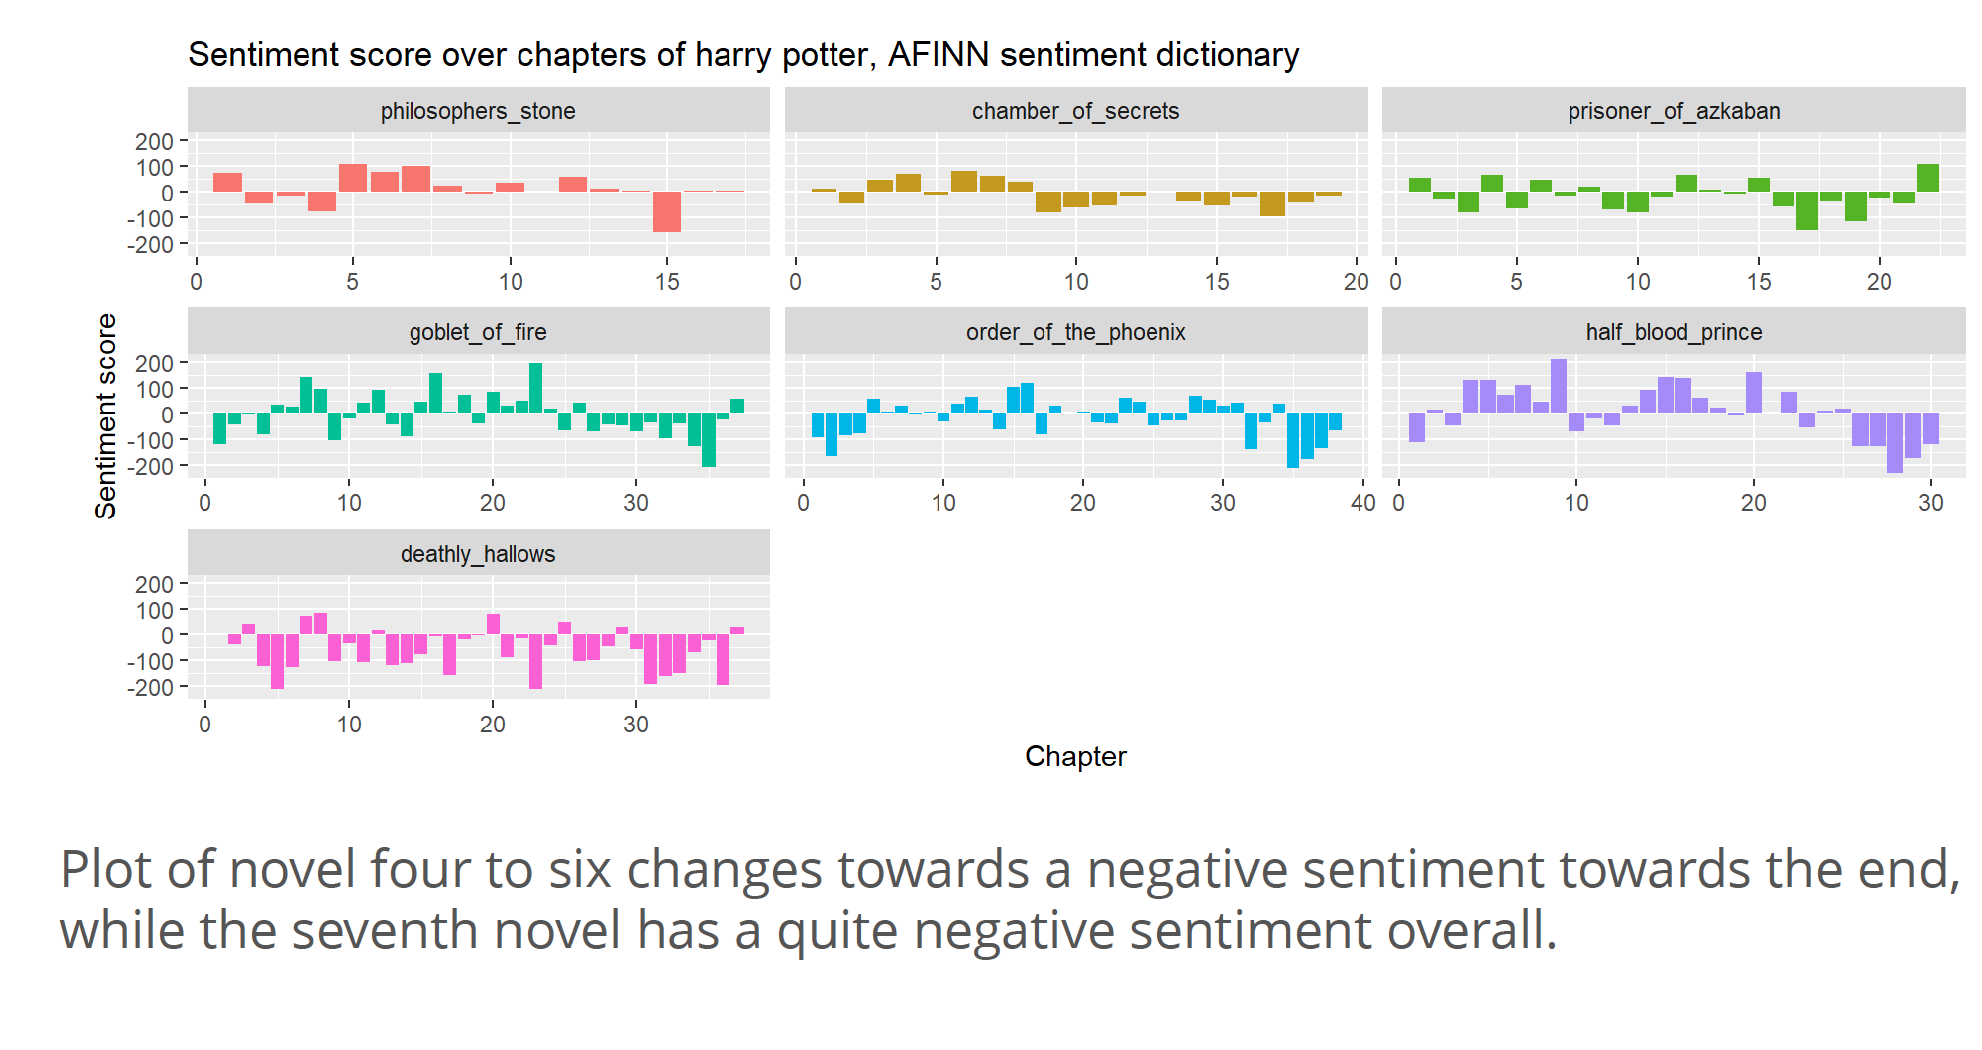 Sentiment score over chapters of harry potter, AFINN sentiment dictionary
philosophers_stone chamber_of_secrets prisoner_of_azkaban
200
100
0
-100
-200
0 5 10 15 0 5 10 15 20 0 5 10 15 20
goblet_of_fire order_of_the_phoenix half_blood_prince
Sentiment score
200
100
0
-100
-200
0 10 20 30 0 10 20 30 40 0 10 20 30
deathly_hallows
200
100
0
-100
-200
0 10 20 30
Chapter
Plot of novel four to six changes towards a negative sentiment towards the end,
while the seventh novel has a quite negative sentiment overall.